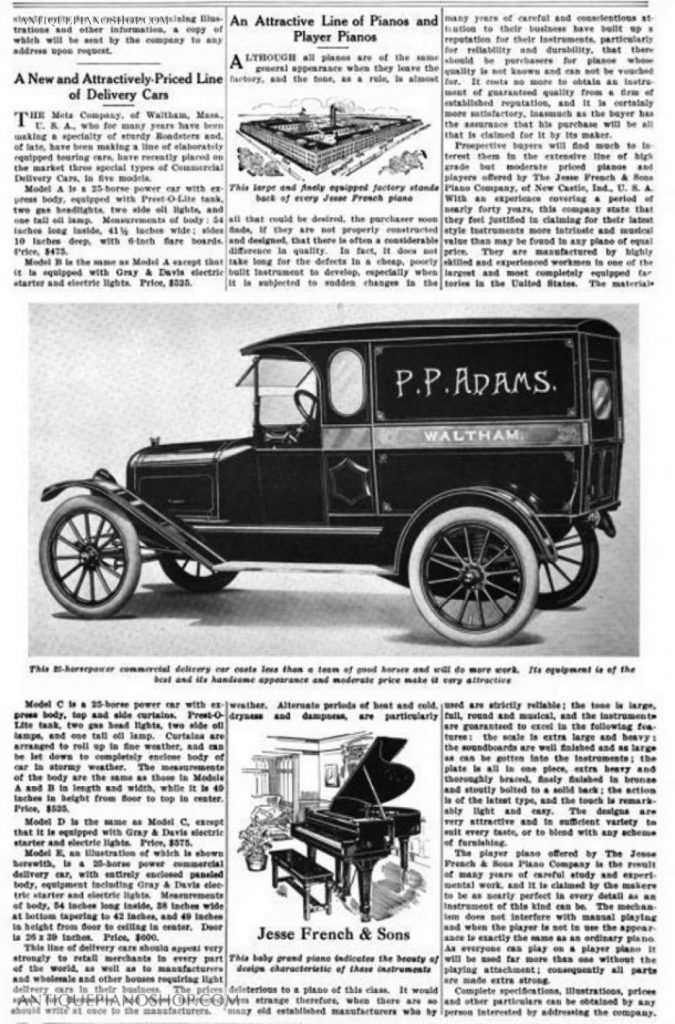 ANTIQUEPIANOSHOP.COM
trations and other information, a copy of
which will be sent by the company to any
address upon request.
A New and Attractively-Priced Line
of Delivery Cars
THE Metz Company, of Waltham, Mass.,
U. S. A., who for many years have been
making a specialty of sturdy Roadsters and,
of late, have been making a line of elaborately
equipped touring cars, have recently placed on
the market three special types of Commercial
Delivery Cars, in five models.
Model A is a 25-horse power car with ex-
press body, equipped with Prest-O-Lite tank,
two gas headlights, two side oil lights, and
one tail oil lamp. Measurements of body: 54
inches long inside, 41½ inches wide; sides
10 inches deep, with 6-inch flare boards.
Price, $475.
Model B is the same as Model A except that
it is equipped with Gray & Davis electric
starter and electric lights. Price, $525.
An Attractive Line of Pianos and
Player Pianos
ALTHOUGH all pianos are of the same
general appearance when they leave the
factory, and the tone, as a rule, is almost
This large and finely equipped factory stands
back of every Jesse French piano
all that could be desired, the purchaser soon
finds, if they are not properly constructed
and designed, that there is often a considerable
difference in quality. In fact, it does not
take long for the defects in a cheap, poorly
built instrument to develop, especially when
it is subjected to sudden changes in the
many years of careful and conscientious at-
tention to their business have built up a
reputation for their instruments, particularly
for reliability and durability, that there
should be purchasers for pianos whose
quality is not known and can not be vouched
for. It costs no more to obtain an instru-
ment of guaranteed quality from a firm of
established reputation, and it is certainly
more satisfactory, inasmuch as the buyer has
the assurance that his purchase will be all
that is claimed for it by its maker.
Prospective buyers will find much to in-
terest them in the extensive line of high
grade but moderate priced pianos and
players offered by The Jesse French & Sons
Piano Company, of New Castle, Ind., U. S. A.
With an experience covering a period of
nearly forty years, this company state that
they feel justified in claiming for their latest
style instruments more intrinsic and musical
value than may be found in any piano of equal
price. They are manufactured by highly
skilled and experienced workmen in one of the
largest and most completely equipped fac-
tories in the United States. The materials
P.P. ADAMS.
WALTHAM.
This 25-horsepower commercial delivery car costs less than a team of good horses and will do more work. Its equipment is of the
best and its handsome appearance and moderate price make it very attractive
Model C is a 25-horse power car with ex-
press body, top and side curtains. Prest-O-
Lite tank, two gas head lights, two side oil
lamps, and one tail oil lamp. Curtains are
arranged to roll up in fine weather, and can
be let down to completely enclose body of
car in stormy weather. The measurements
of the body are the same as those in Models
A and B in length and width, while it is 49
inches in height from floor to top in center.
Price, $525.
Model D is the same as Model C, except
that it is equipped with Gray & Davis electric
starter and electric lights. Price, $575.
Model E, an illustration of which is shown
herewith, is a 25-horse power commercial
delivery car, with entirely enclosed paneled
body, equipment including Gray & Davis elec-
tric starter and electric lights. Measurements
of body, 54 inches long inside, 38 inches wide
at bottom tapering to 42 inches, and 49 inches
in height from floor to ceiling in center. Door
is 26 x 39 inches. Price, $600.
This line of delivery cars should appeal very
strongly to retail merchants in every part
of the world, as well as to manufacturers
and wholesale and other houses requiring light
delivery cars in their business. The prices
ANTIQUEPIANOSHOP.COM
should write at once to the manufacturers.
weather. Alternate periods of heat and cold,
dryness and dampness, are particularly
Jesse French & Sons
This baby grand piano indicates the beauty of
design characteristic of these instruments
deleterious to a piano of this class. It would
seem strange therefore, when there are so
many old established manufacturers who by
used are strictly reliable; the tone is large,
full, round and musical, and the instruments
are guaranteed to excel in the following fea-
tures: the scale is extra large and heavy;
the soundboards are well finished and as large
as can be gotten into the instruments; the
plate is all in one piece, extra heavy and
thoroughly braced, finely finished in bronze
and stoutly bolted to a solid back; the action
is of the latest type, and the touch is remark-
ably light and easy. The designs are
very attractive and in sufficient variety to
suit every taste, or to blend with any scheme
of furnishing.
The player piano offered by The Jesse
French & Sons Piano Company is the result
of many years of careful study and experi-
mental work, and it is claimed by the makers
to be as nearly perfect in every detail as an
instrument of this kind can be. The mechan-
ism does not interfere with manual playing
and when the player is not in use the appear-
ance is exactly the same as an ordinary piano.
As everyone can play on a player piano it
will be used far more than one without the
playing attachment; consequently all parts
are made extra strong.
Complete specifications, illustrations, prices
and other particulars can be obtained by any
person interested by addressing the company.